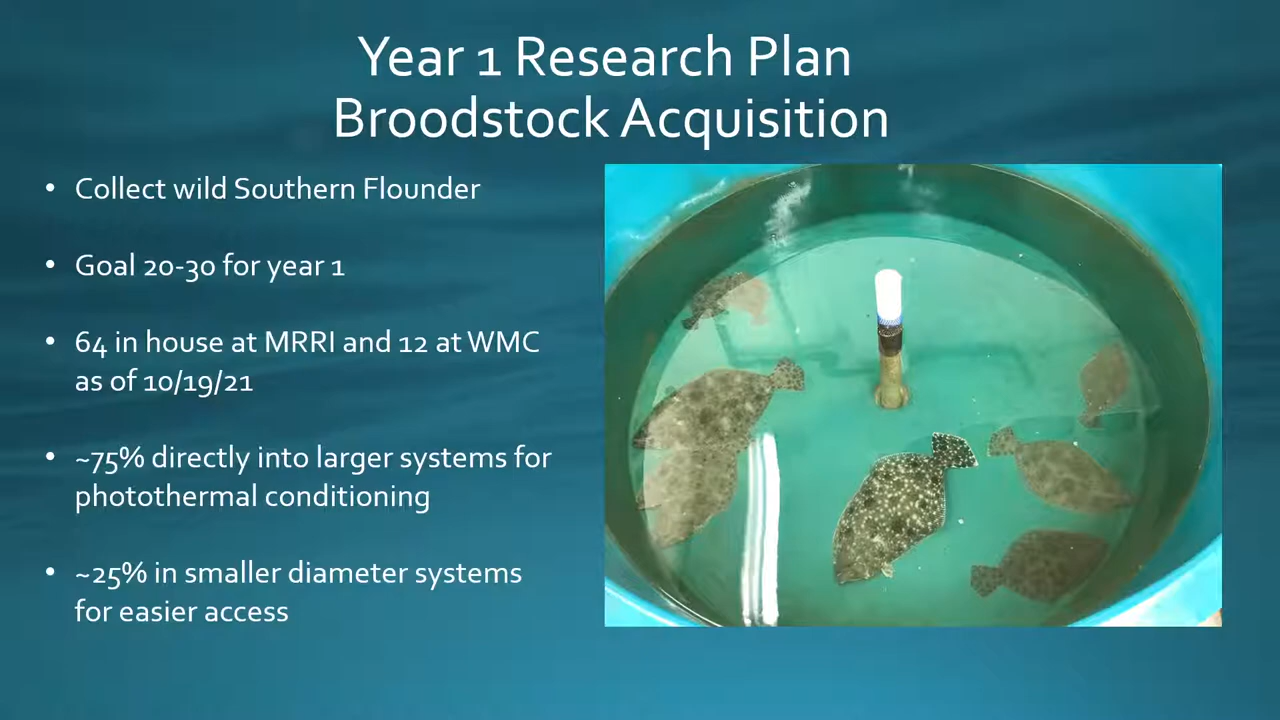 Year 1 Research Plan
Broodstock Acquisition
• Collect wild Southern Flounder
• Goal 20-30 for year 1
• 64 in house at MRRI and 12 at WMC
as of 10/19/21
• ~75% directly into larger systems for
photothermal conditioning
• ~25% in smaller diameter systems
for easier access